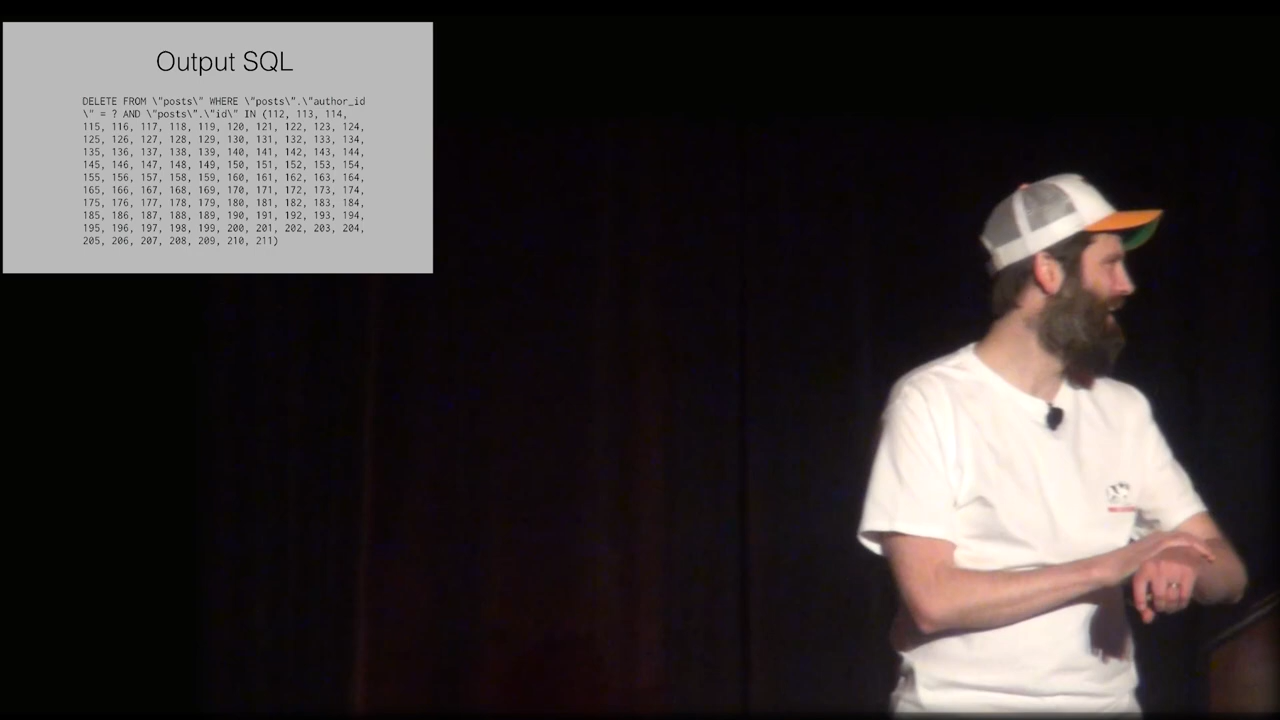 Output SQL
DELETE FROM \"posts\" WHERE \"posts\".\"author_id
\" = ? AND \"posts\".\"id\" IN (112, 113, 114,
115, 116, 117, 118, 119, 120, 121, 122, 123, 124,
125, 126, 127, 128, 129, 130, 131, 132, 133, 134,
135, 136, 137, 138, 139, 140, 141, 142, 143, 144,
145, 146, 147, 148, 149, 150, 151, 152, 153, 154,
155, 156, 157, 158, 159, 160, 161, 162, 163, 164,
165, 166, 167, 168, 169, 170, 171, 172, 173, 174,
175, 176, 177, 178, 179, 180, 181, 182, 183, 184,
185, 186, 187, 188, 189, 190, 191, 192, 193, 194,
195, 196, 197, 198, 199, 200, 201, 202, 203, 204,
205, 206, 207, 208, 209, 210, 211)